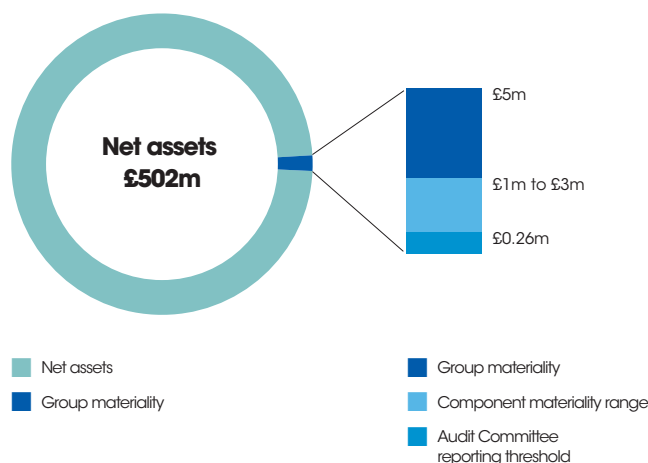 Net assets
£502m
£5m
£1m to £3m
£0.26m
Net assets
Group materiality
Group materiality
Component materiality range
Audit Committee
reporting threshold